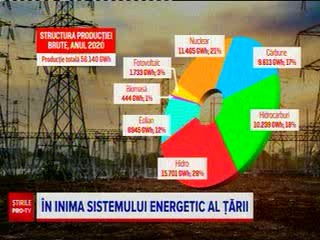 STRUCTURA PRODUCȚIEI
BRUTE, ANUL 2020
Producție totală 56.140 GWh
Nuclear
11.465 GWh; 21%
Fotovoltaic
1.733 GWh; 3%
Cărbune
9.613 GWh; 17%
Biomasă
444 GWh; 1%
Hidrocarburi
10.239 GWh; 18%
Eolian
6945 GWh; 12%
Hidro
15.701 GWh; 28%
ȘTIRILE
PRO•TV
ÎN INIMA SISTEMULUI ENERGETIC AL ȚĂRII